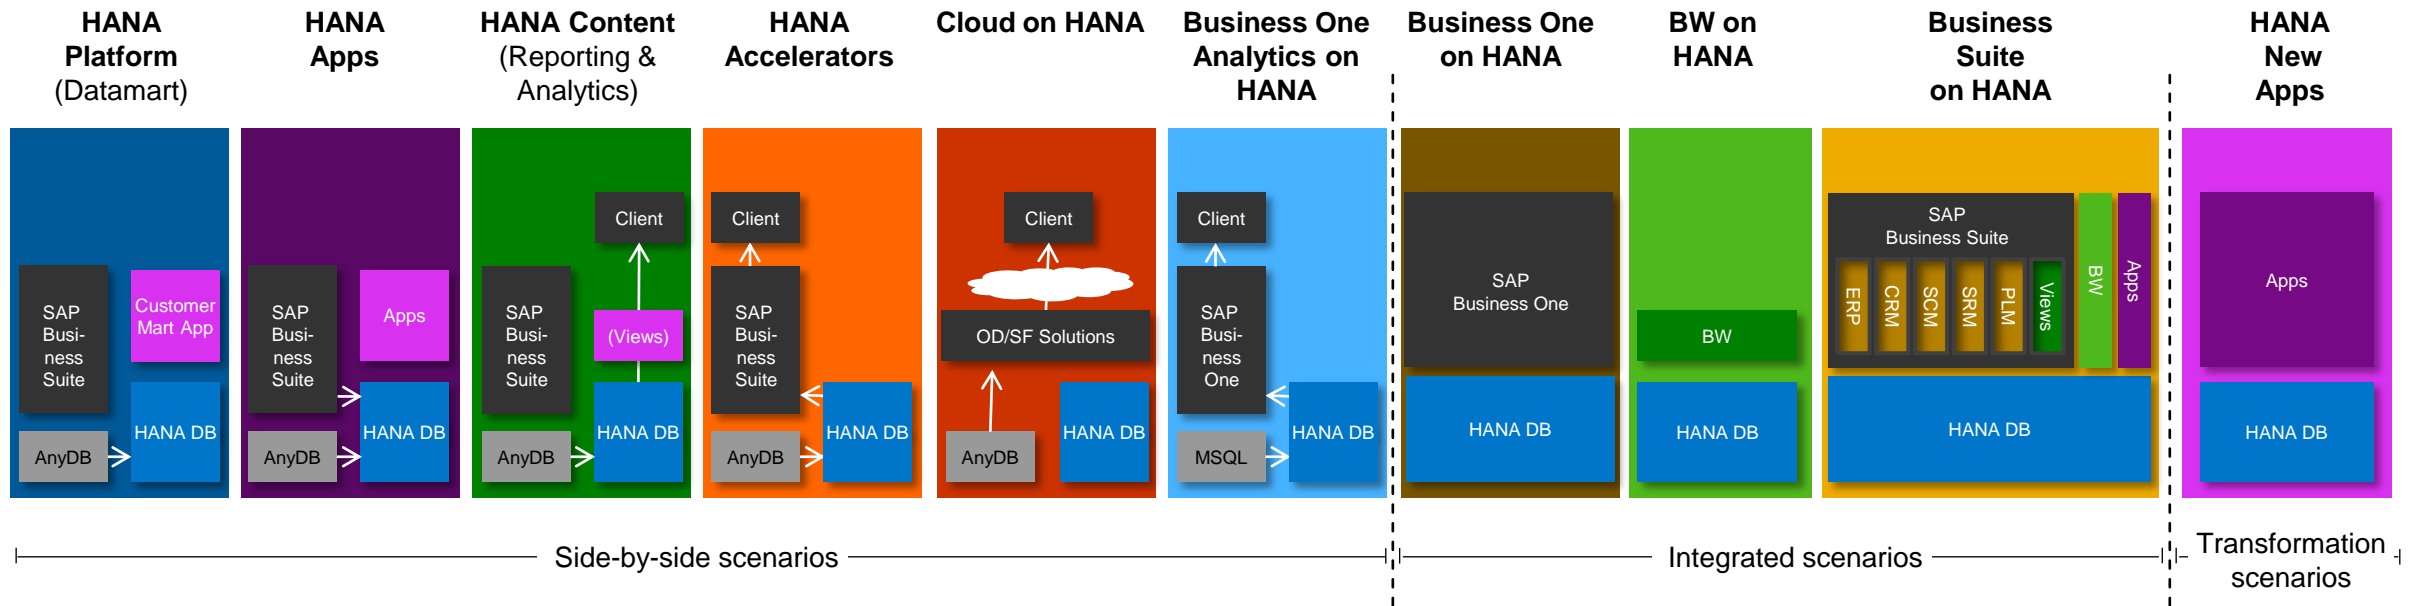 HANA
Platform
(Datamart)
HANA
Apps
HANA Content
(Reporting &
Analytics)
HANA
Accelerators
Cloud on HANA
Business One
Analytics on
HANA
Business One
on HANA
BW on
HANA
Business
Suite
on HANA
HANA
New
Apps
SAP
Busi-
ness
Suite
Customer
Mart App
AnyDB
HANA DB
SAP
Busi-
ness
Suite
Apps
AnyDB
HANA DB
Client
SAP
Busi-
ness
Suite
(Views)
AnyDB
HANA DB
Client
SAP
Busi-
ness
Suite
AnyDB
HANA DB
Client
OD/SF Solutions
AnyDB
HANA DB
Client
SAP
Busi-
ness
One
MSQL
HANA DB
SAP
Business One
HANA DB
BW
HANA DB
SAP
Business Suite
ERP
CRM
SCM
SRM
PLM
Views
BW
Apps
HANA DB
Apps
HANA DB
Side-by-side scenarios
Integrated scenarios
Transformation
scenarios